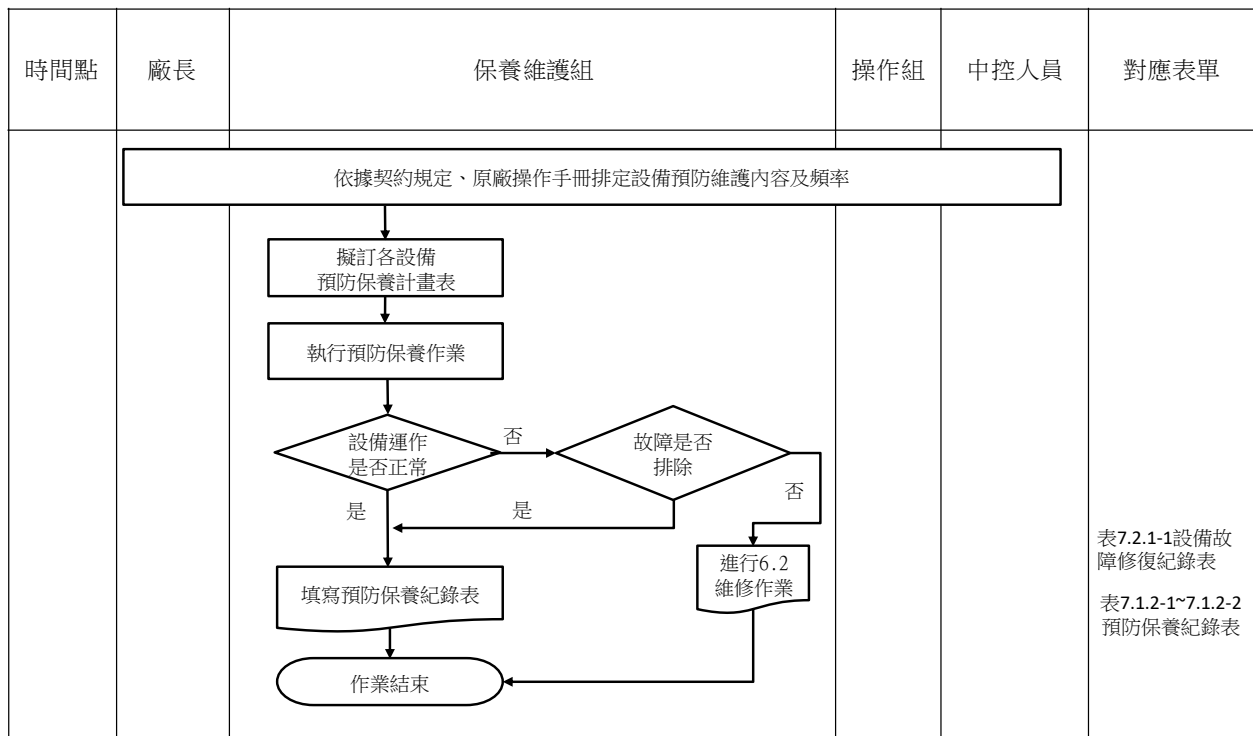 時間點
廠長
保養維護組
操作組
中控人員
對應表單
依據契約規定、原廠操作手冊排定設備預防維護內容及頻率
擬訂各設備
預防保養計畫表
執行預防保養作業
設備運作
是否正常
否
故障是否
排除
否
是
是
進行6.2
維修作業
填寫預防保養紀錄表
作業結束
表7.2.1-1設備故
障修復紀錄表
表7.1.2-1~7.1.2-2
預防保養紀錄表